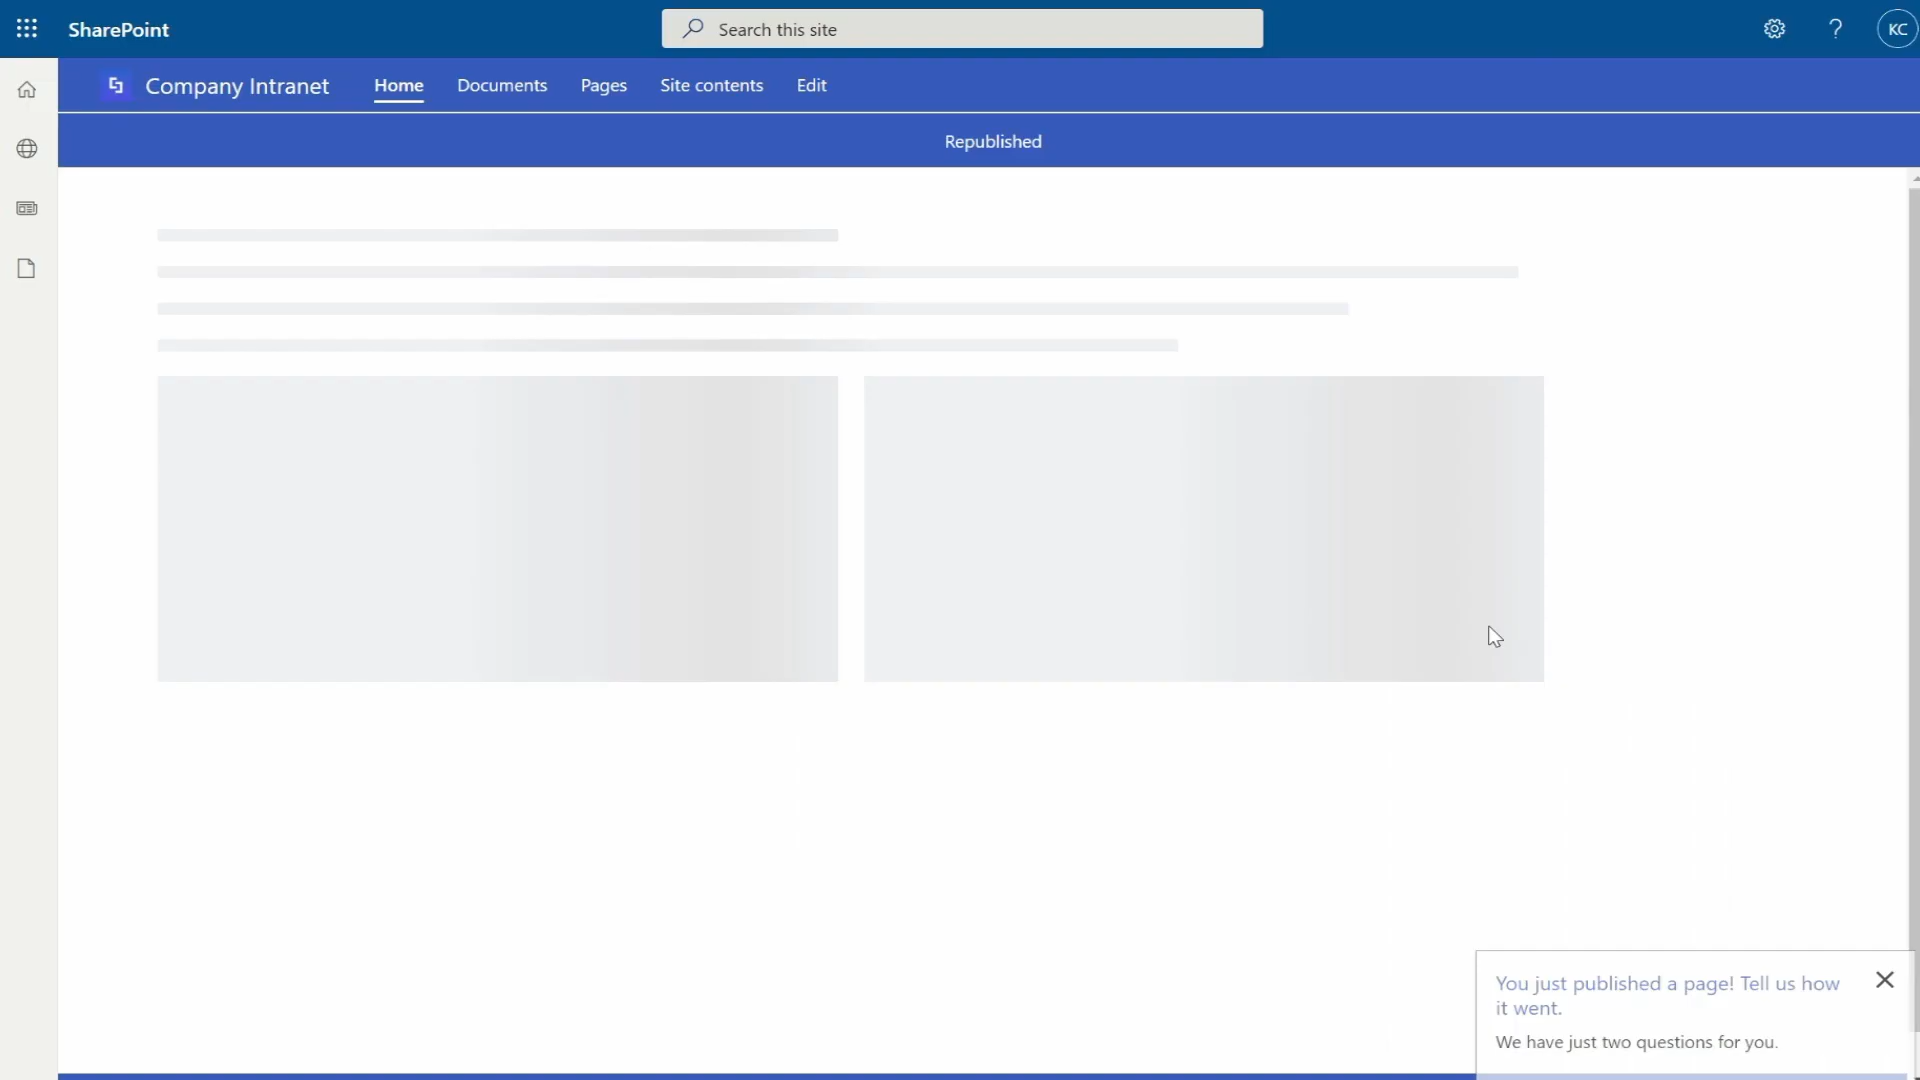 SharePoint
Search this site
KC
Company Intranet
Home
Documents
Pages
Site contents
Edit
Republished
You just published a page! Tell us how
it went.
We have just two questions for you.